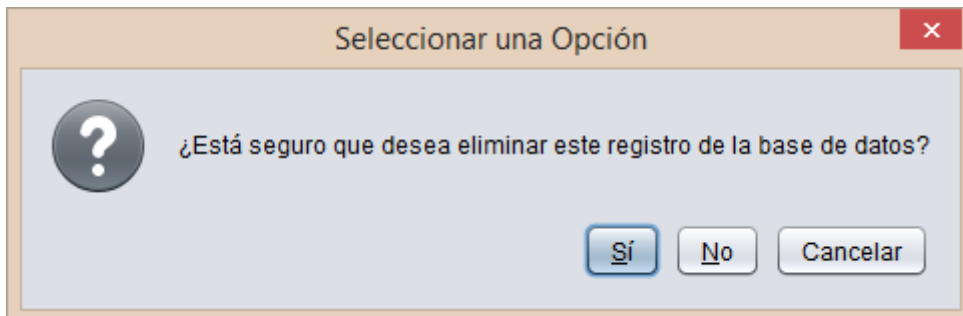 Seleccionar una Opción
¿Está seguro que desea eliminar este registro de la base de datos?
Sí No Cancelar